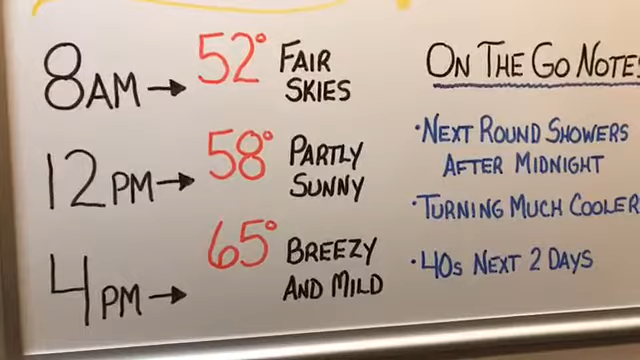 8AM → 52° FAIR SKIES
12PM → 58° PARTLY SUNNY
4PM → 65° BREEZY AND MILD
ON THE GO NOTES
·NEXT ROUND SHOWERS
AFTER MIDNIGHT
·TURNING MUCH COOLER
·40S NEXT 2 DAYS